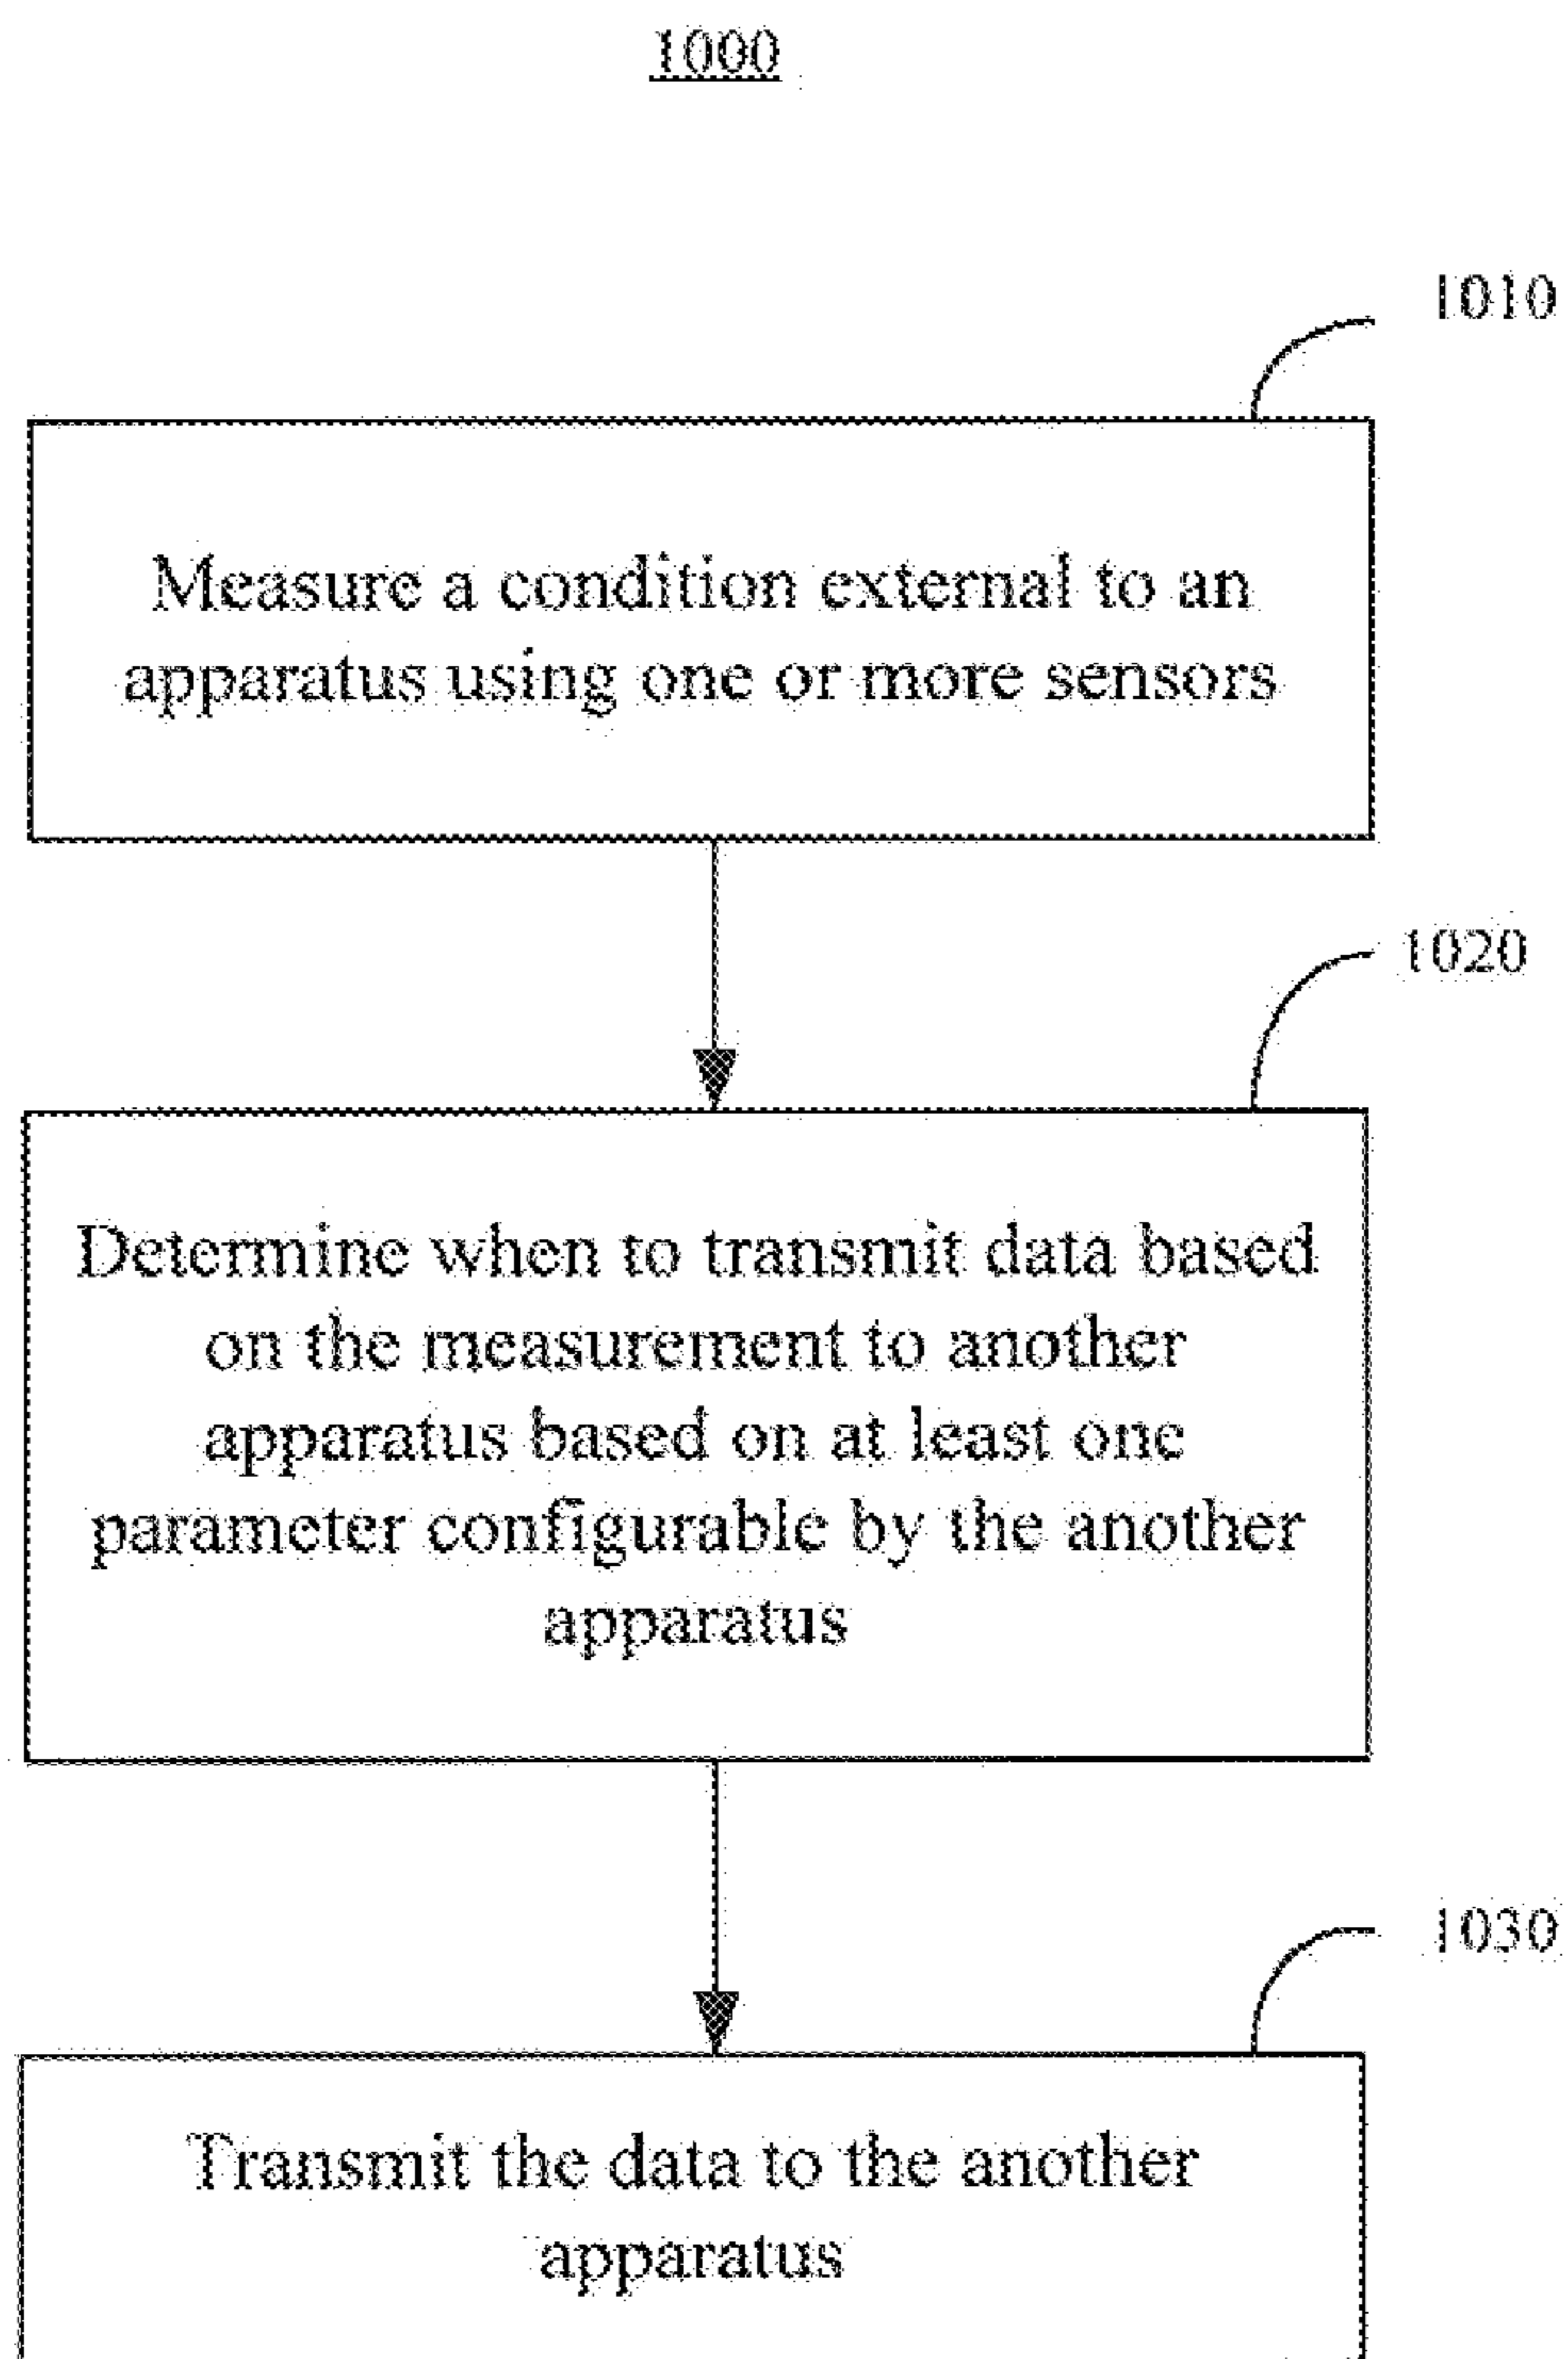 1000
1010
Measure a condition external to an
apparatus using one or more sensors
1020
Determine when to transmit data based
on the measurement to another
apparatus based on at least one
parameter configurable by the another
apparatus
1030
Transmit the data to the another
apparatus